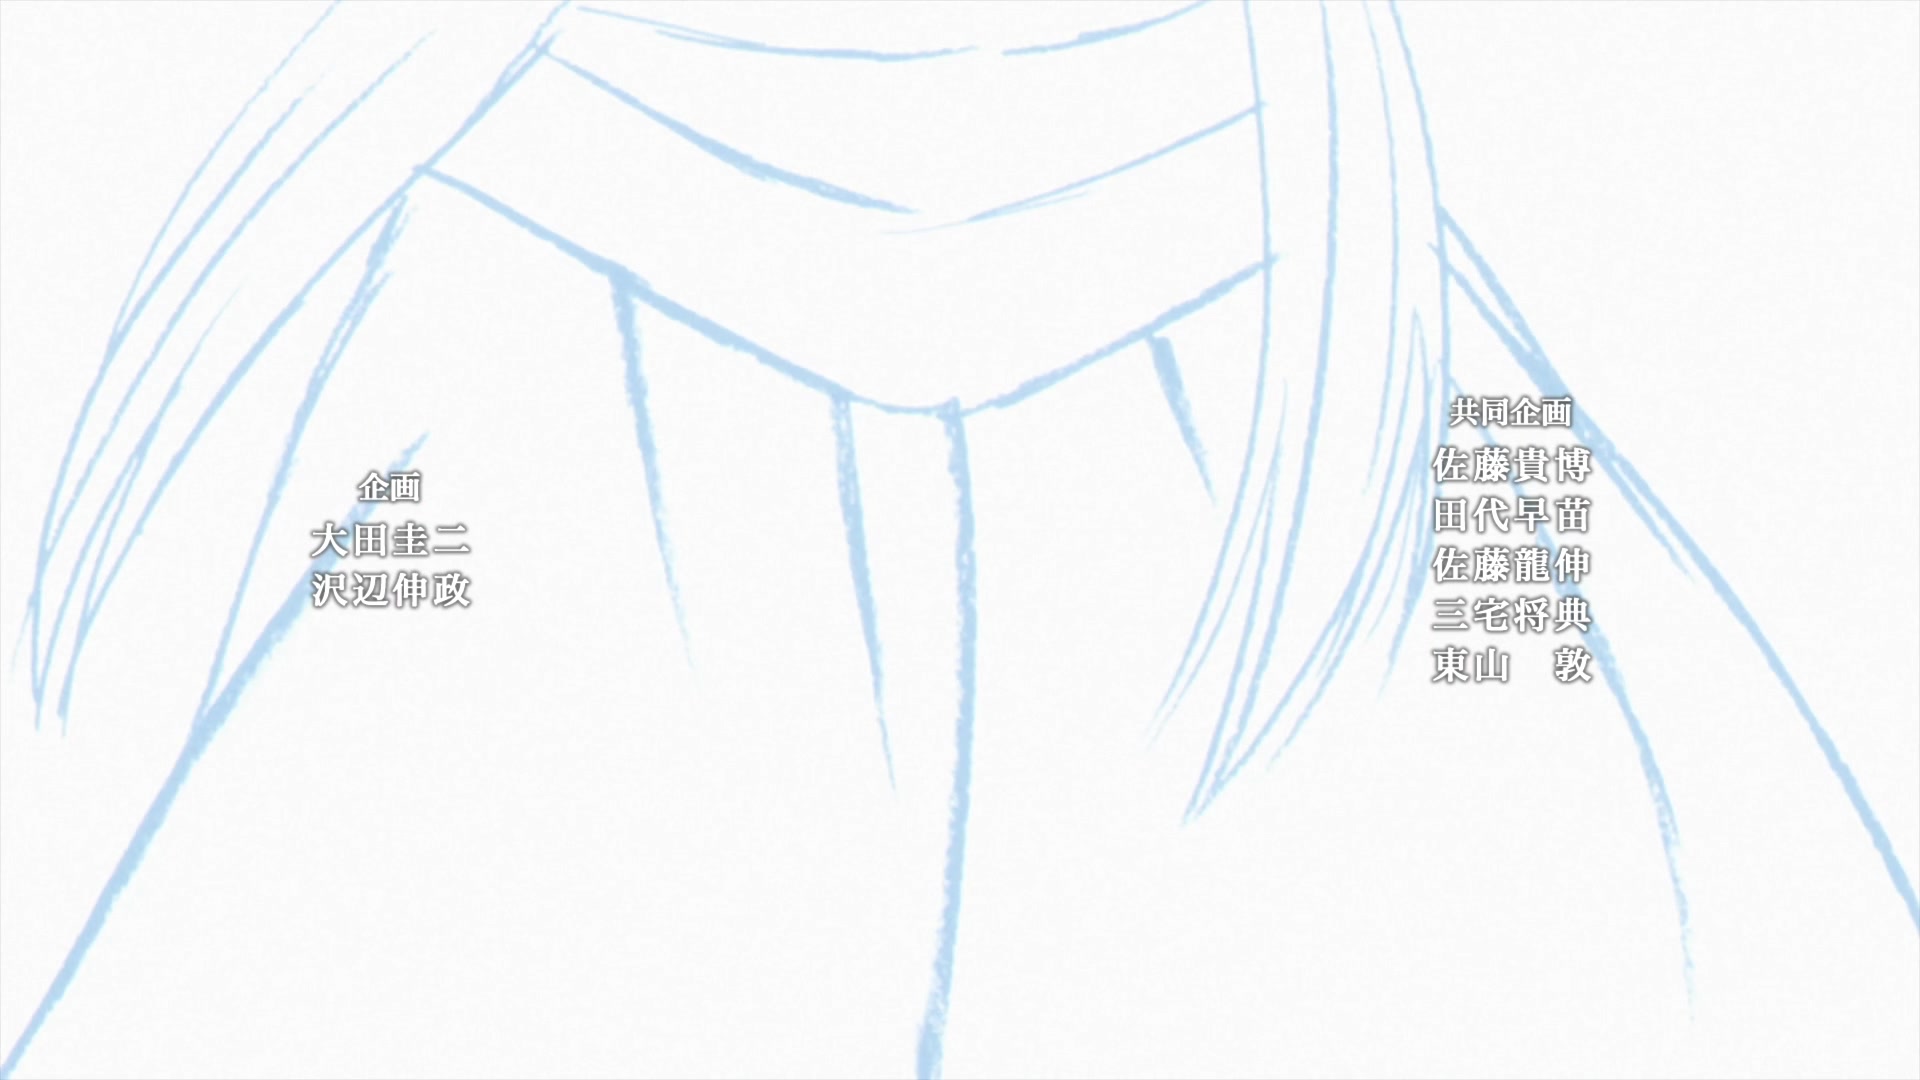 企画
大田圭二
沢辺伸政
共同企画
佐藤貴博
田代早苗
佐藤龍伸
三宅将典
東山　敦